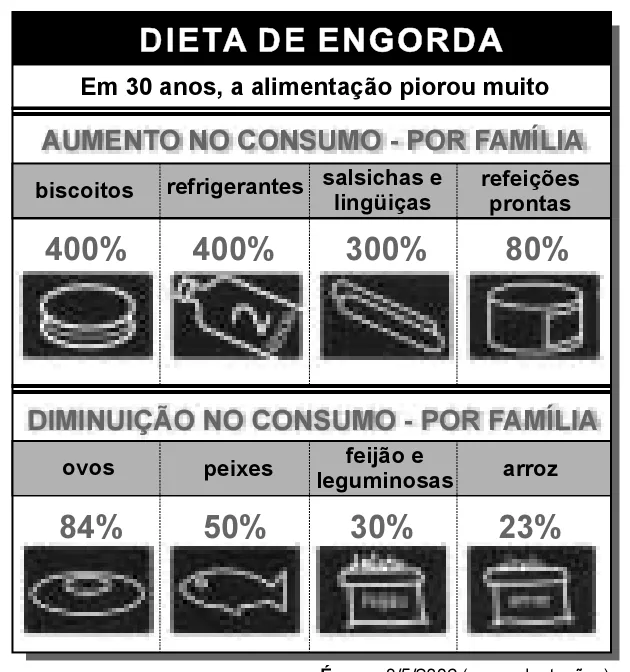 DIETA DE ENGORDA
Em 30 anos, a alimentação piorou muito
AUMENTO NO CONSUMO - POR FAMÍLIA
biscoitos
refrigerantes
salsichas e
lingüiças
refeições
prontas
400% 400% 300% 80%
2
DIMINUIÇÃO NO CONSUMO - POR FAMÍLIA
ovos
peixes
feijão e
leguminosas
arroz
84% 50% 30% 23%